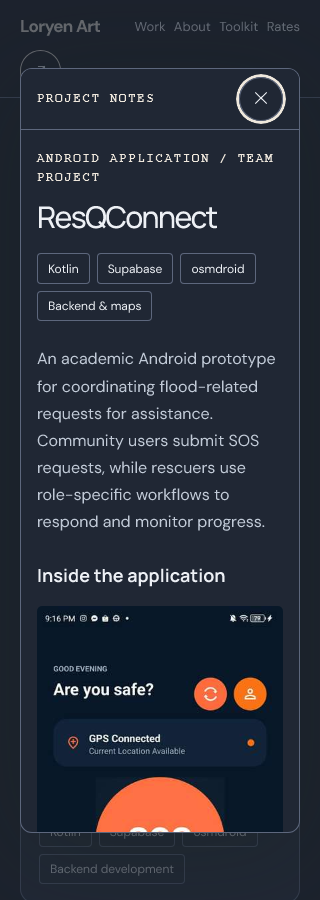 Loryen Art
Work About Toolkit Rates
PROJECT NOTES
ANDROID APPLICATION / TEAM
PROJECT
ResQConnect
Kotlin Supabase osmdroid
Backend & maps
An academic Android prototype
for coordinating flood-related
requests for assistance.
Community users submit SOS
requests, while rescuers use
role-specific workflows to
respond and monitor progress.
Inside the application
9:16 PM
GOOD EVENING
Are you safe?
GPS Connected
Current Location Available
Kotlin Supabase osmdroid
Backend development